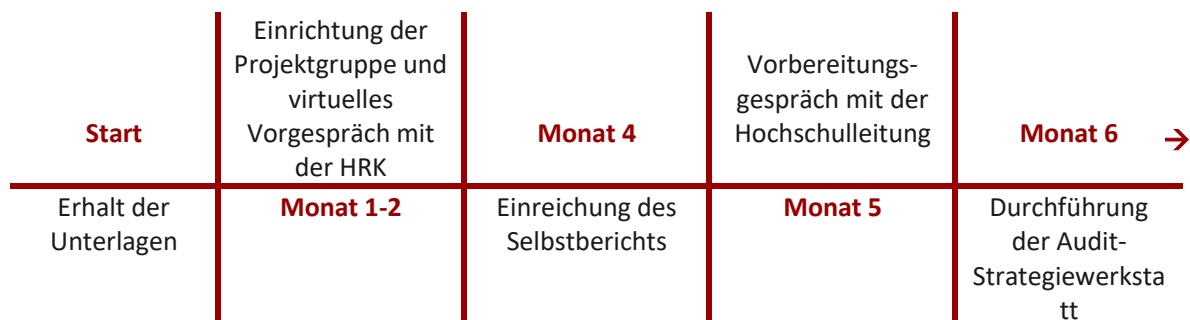 Start
Erhalt der
Unterlagen
Einrichtung der
Projektgruppe und
virtuelles
Vorgespräch mit
der HRK
Monat 1-2
Monat 4
Einreichung des
Selbstberichts
Vorbereitungs-
gespräch mit der
Hochschulleitung
Monat 5
Monat 6 →
Durchführung
der Audit-
Strategiewerksta
tt